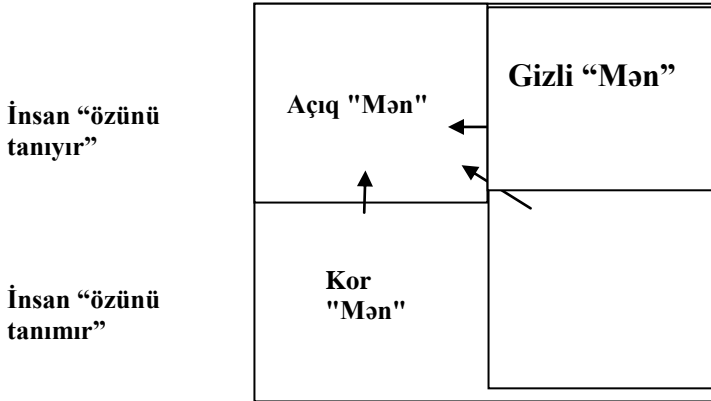 Gizli “Mən”
Açıq "Mən"
İnsan “özünü
tanıyır”
Kor
"Mən"
İnsan “özünü
tanımır”